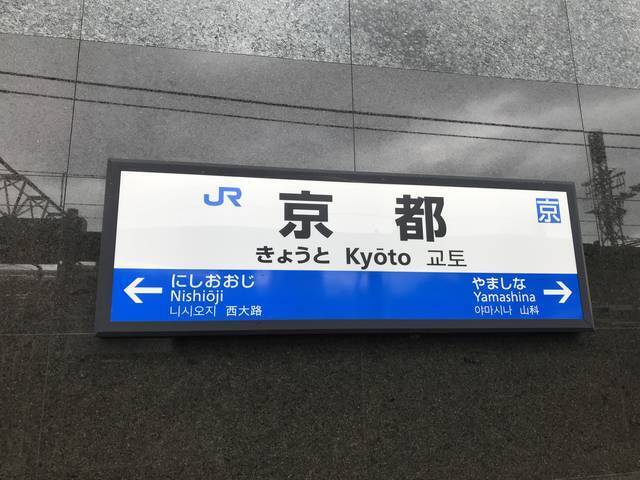 JR 京都 京
きょうと Kyōto 교토
にしおおじ
Nishiōji
니시오지 西大路
やましな
Yamashina
야마시나 山科